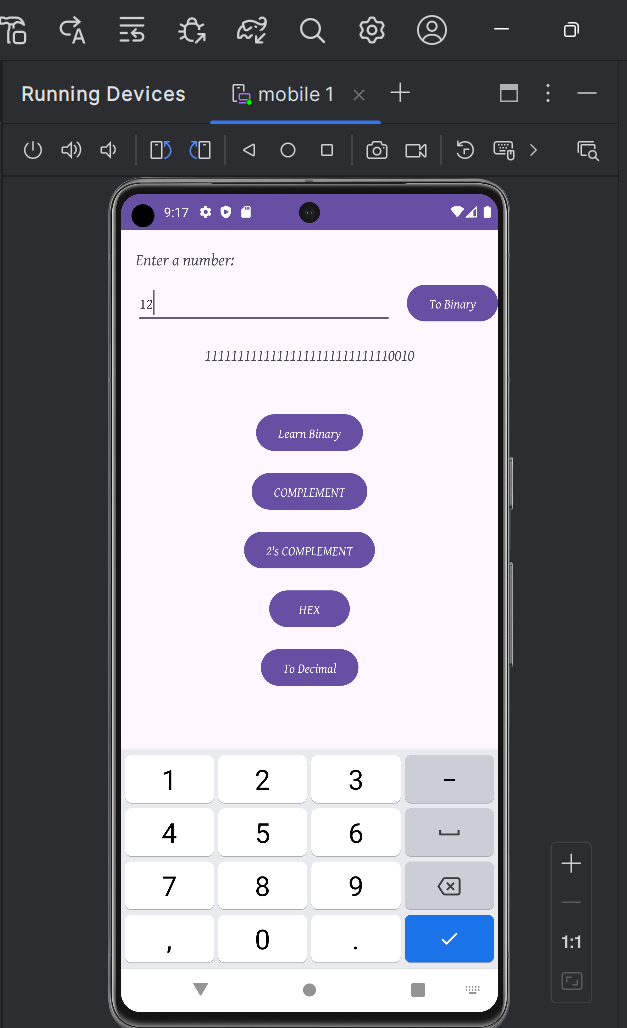 Running Devices
mobile 1
9:17
Enter a number:
12
To Binary
11111111111111111111111111110010
Learn Binary
COMPLEMENT
2's COMPLEMENT
HEX
To Decimal
1 2 3 −
4 5 6
7 8 9
, 0 .
1:1